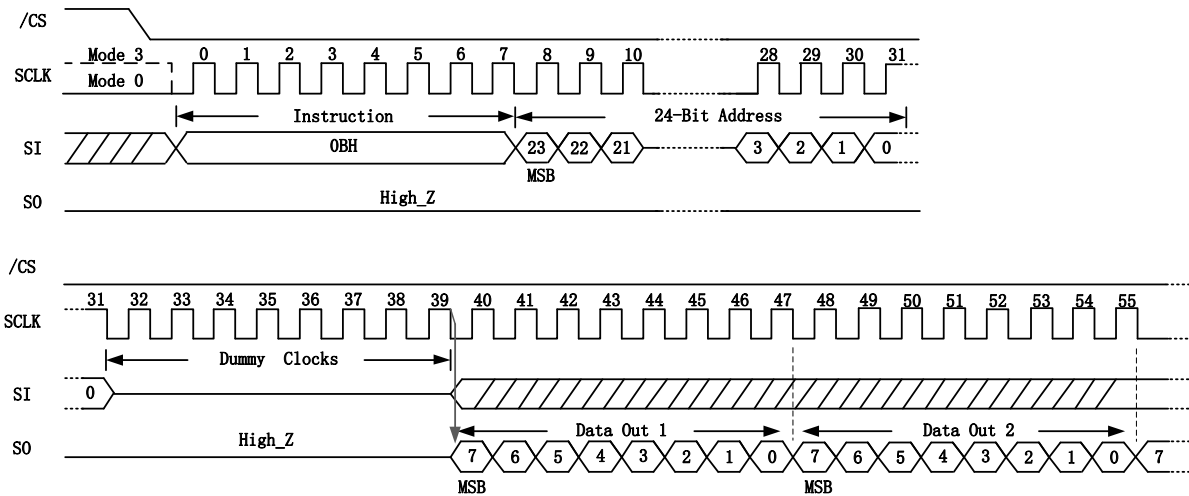 /CS
Mode 3 0 1 2 3 4 5 6 7 8 9 10 28 29 30 31
SCLK
Mode 0
Instruction 24-Bit Address
SI 0BH 23 22 21 3 2 1 0
MSB
SO High_Z
/CS
31 32 33 34 35 36 37 38 39 40 41 42 43 44 45 46 47 48 49 50 51 52 53 54 55
SCLK
Dummy Clocks
SI 0
High_Z Data Out 1 Data Out 2
SO 7 6 5 4 3 2 1 0 7 6 5 4 3 2 1 0 7
MSB MSB